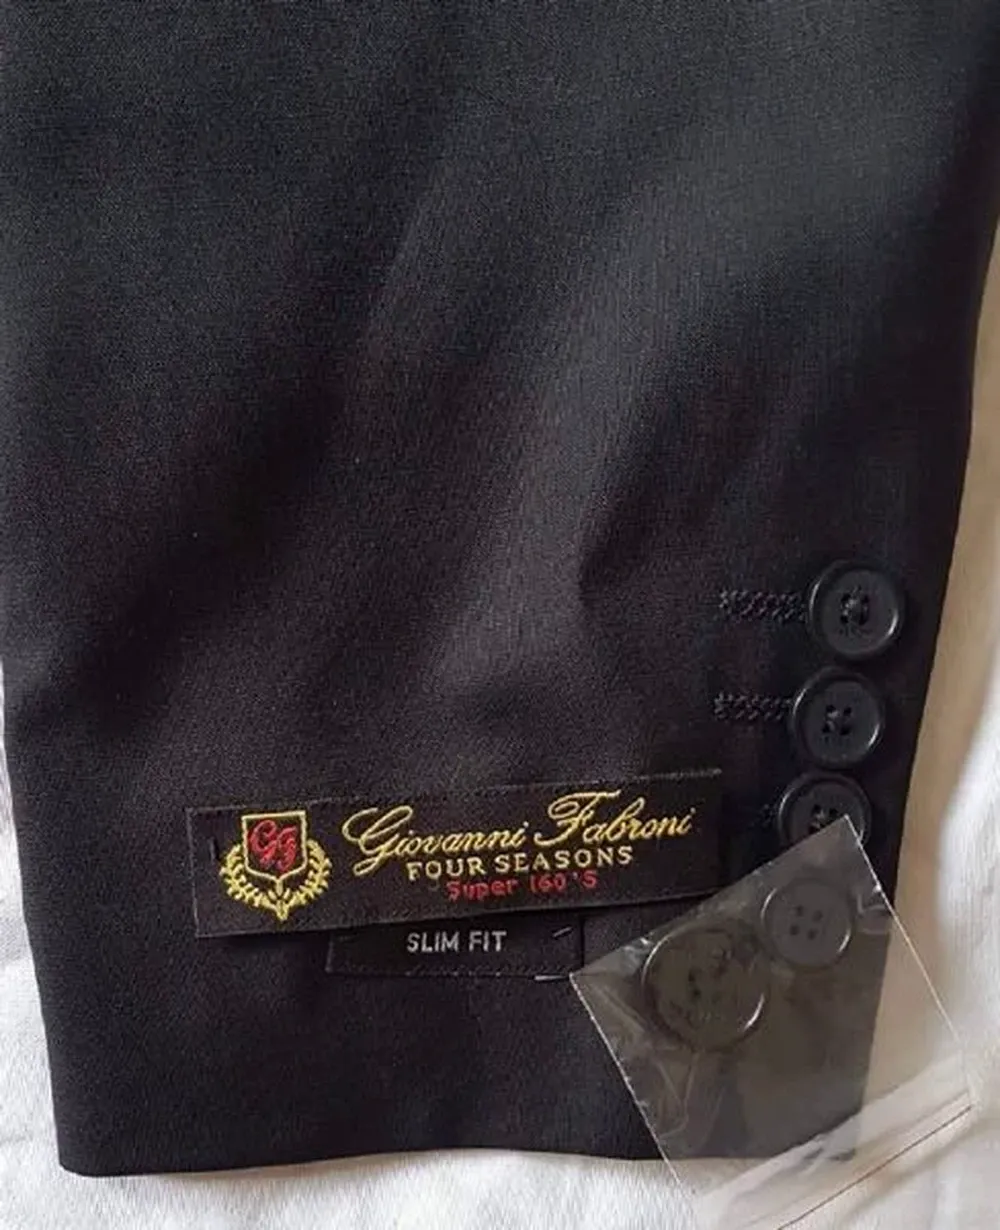 GF
Giovanni Fabroni
FOUR SEASONS
Super 160'S
SLIM FIT